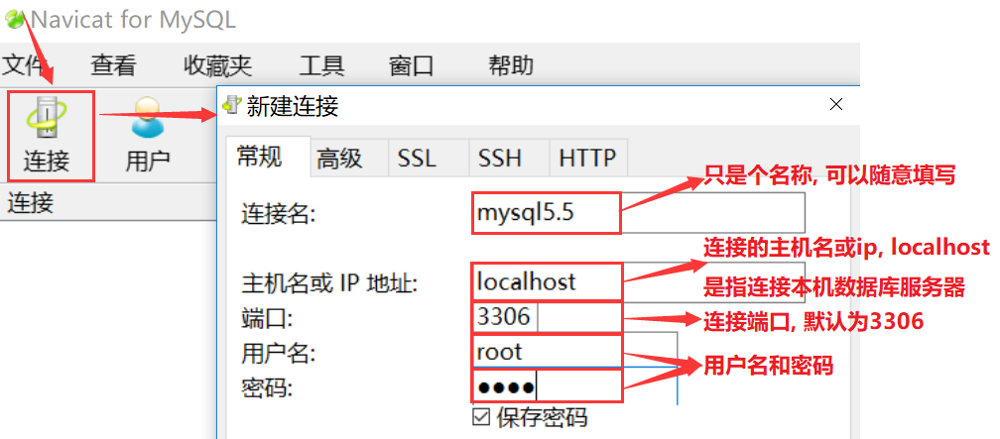 Navicat for MySQL
文件 查看 收藏夹 工具 窗口 帮助
连接 用户
连接
新建连接
常规 高级 SSL SSH HTTP
连接名: mysql5.5
只是个名称, 可以随意填写
主机名或 IP 地址: localhost
连接的主机名或ip, localhost
是指连接本机数据库服务器
端口: 3306
连接端口, 默认为3306
用户名: root
密码: ●●●●
用户名和密码
保存密码